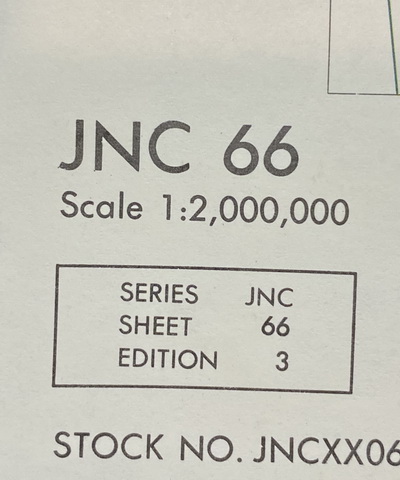 JNC 66
Scale 1:2,000,000
SERIES JNC
SHEET 66
EDITION 3
STOCK NO. JNCXX06